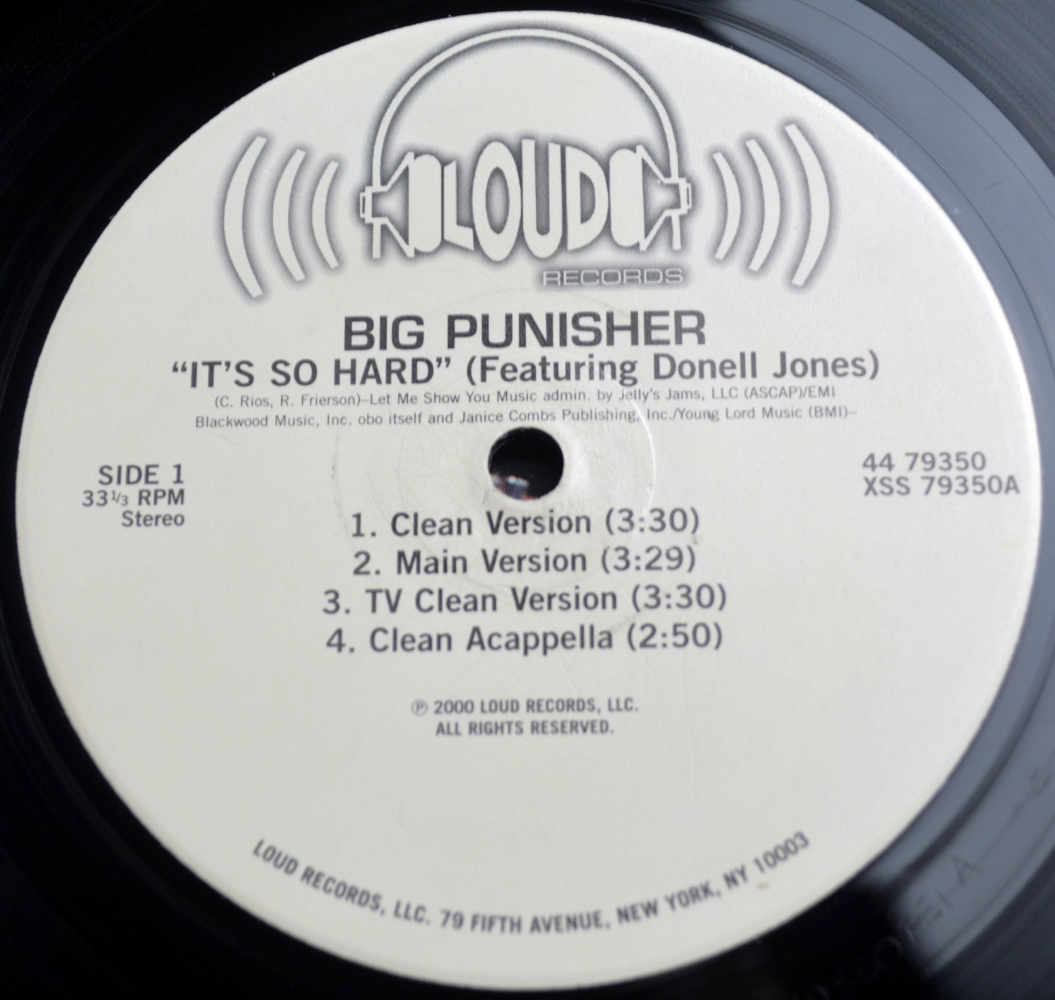 LOUD
RECORDS
BIG PUNISHER
“IT'S SO HARD” (Featuring Donell Jones)
(C. Rios, R. Frierson)–Let Me Show You Music admin. by Jelly's Jams, LLC (ASCAP)/EMI
Blackwood Music, Inc. obo itself and Janice Combs Publishing, Inc./Young Lord Music (BMI)–
SIDE 1
33⅓ RPM
Stereo
44 79350
XSS 79350A
1. Clean Version (3:30)
2. Main Version (3:29)
3. TV Clean Version (3:30)
4. Clean Acappella (2:50)
℗ 2000 LOUD RECORDS, LLC.
ALL RIGHTS RESERVED.
LOUD RECORDS, LLC. 79 FIFTH AVENUE, NEW YORK, NY 10003